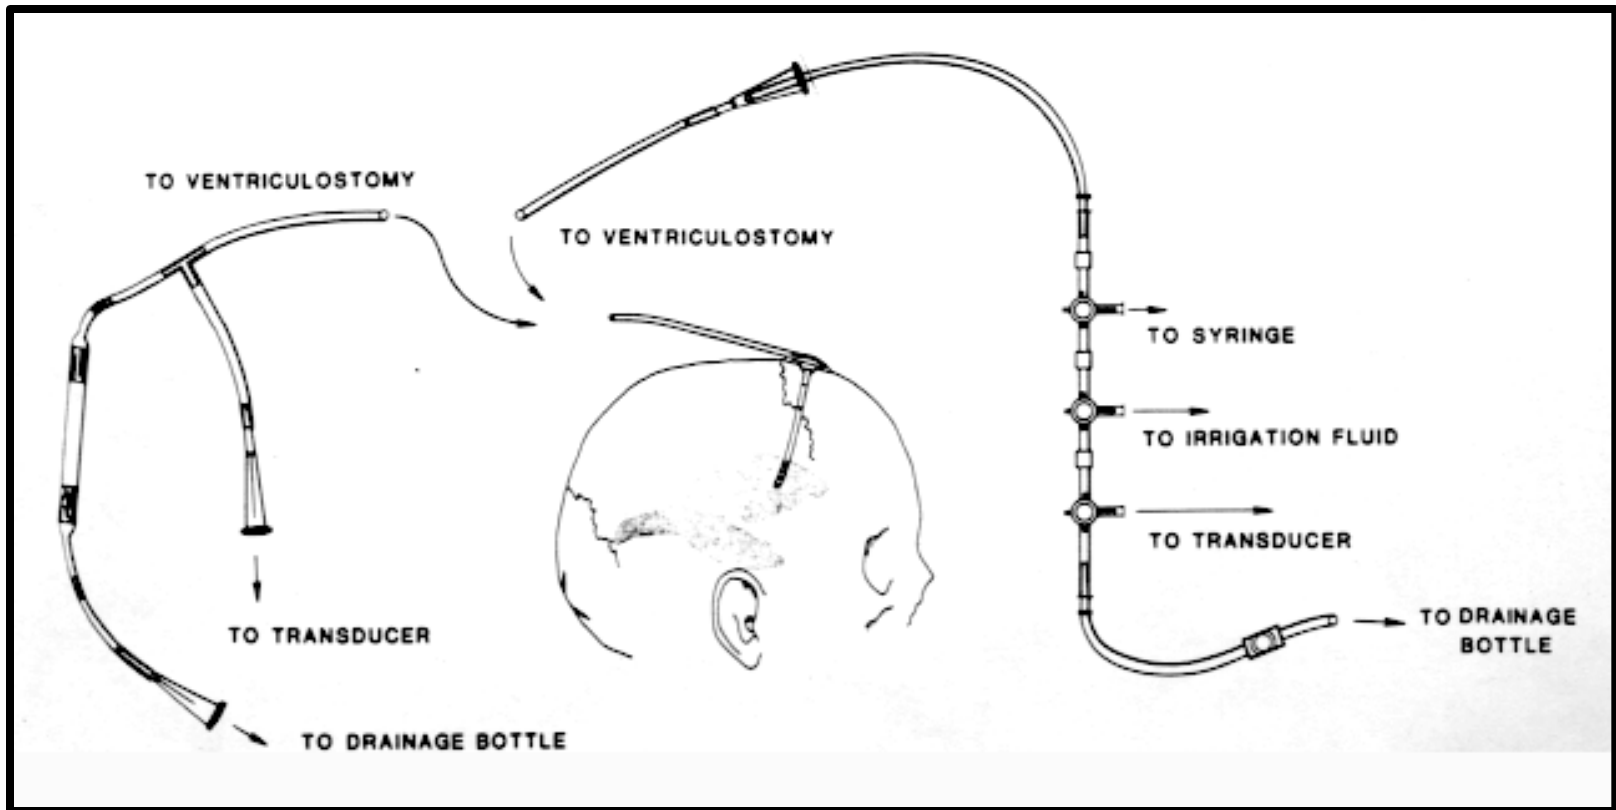 TO VENTRICULOSTOMY
TO VENTRICULOSTOMY
TO SYRINGE
TO IRRIGATION FLUID
TO TRANSDUCER
TO DRAINAGE
BOTTLE
TO TRANSDUCER
TO DRAINAGE BOTTLE